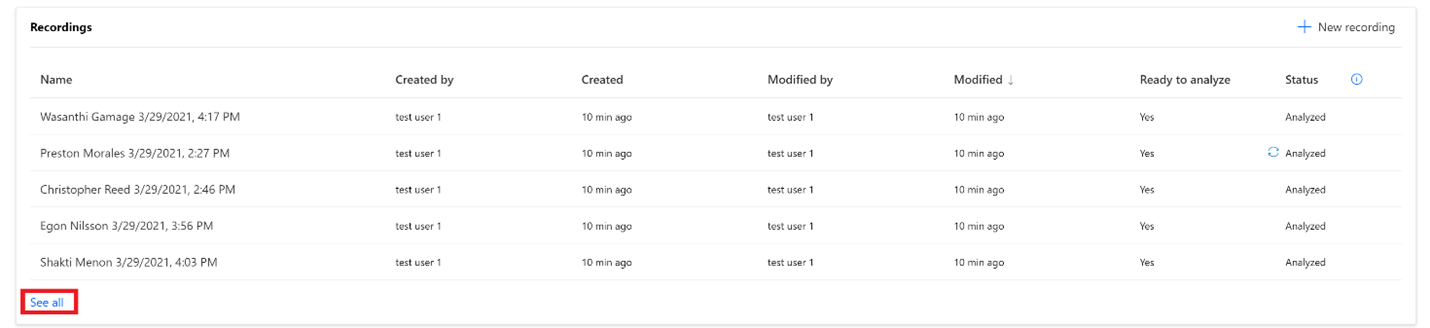 Recordings
New recording
Name Created by Created Modified by Modified ↓ Ready to analyze Status
Wasanthi Gamage 3/29/2021, 4:17 PM test user 1 10 min ago test user 1 10 min ago Yes Analyzed
Preston Morales 3/29/2021, 2:27 PM test user 1 10 min ago test user 1 10 min ago Yes Analyzed
Christopher Reed 3/29/2021, 2:46 PM test user 1 10 min ago test user 1 10 min ago Yes Analyzed
Egon Nilsson 3/29/2021, 3:56 PM test user 1 10 min ago test user 1 10 min ago Yes Analyzed
Shakti Menon 3/29/2021, 4:03 PM test user 1 10 min ago test user 1 10 min ago Yes Analyzed
See all